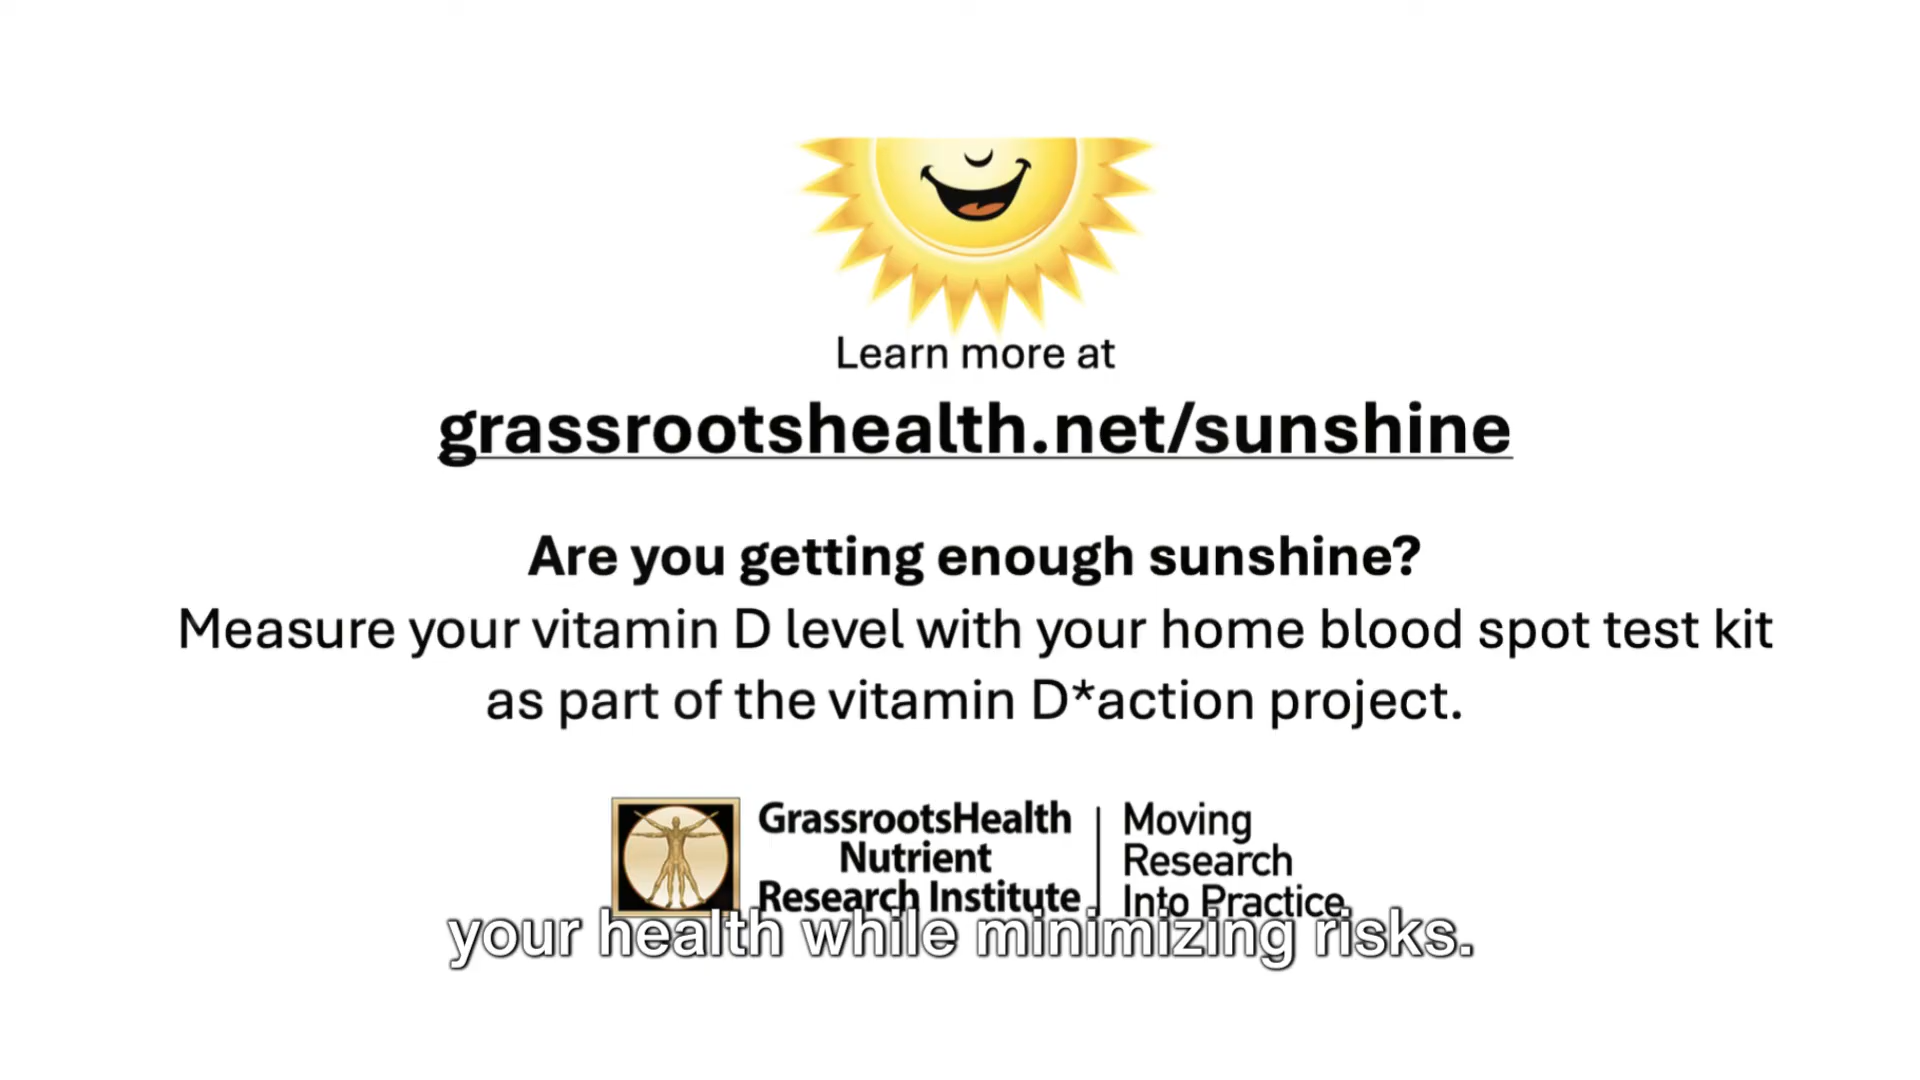 Learn more at
grassrootshealth.net/sunshine
Are you getting enough sunshine?
Measure your vitamin D level with your home blood spot test kit
as part of the vitamin D*action project.
GrassrootsHealth
Nutrient
Research Institute
Moving
Research
Into Practice
your health while minimizing risks.